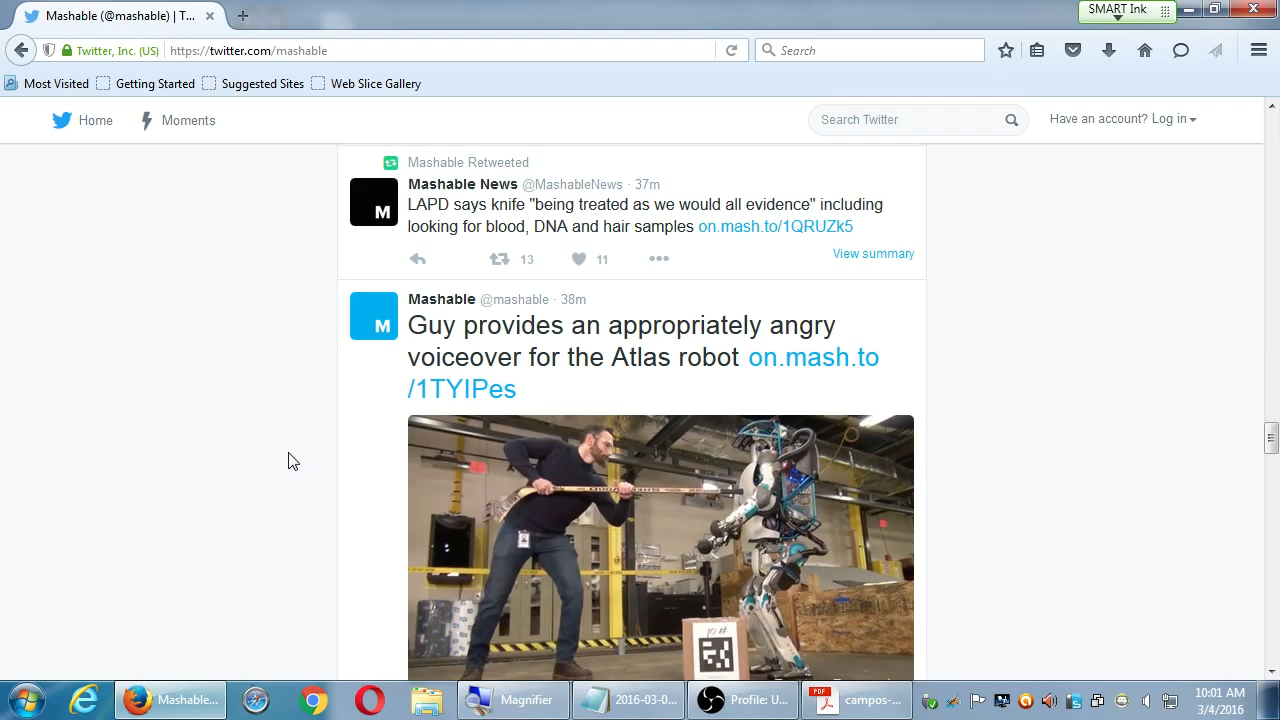 Mashable (@mashable) | T...
SMART Ink
Twitter, Inc. (US)
https://twitter.com/mashable
Search
Most Visited
Getting Started
Suggested Sites
Web Slice Gallery
Home
Moments
Search Twitter
Have an account? Log in
Mashable Retweeted
Mashable News @MashableNews · 37m
M
LAPD says knife "being treated as we would all evidence" including
looking for blood, DNA and hair samples on.mash.to/1QRUZk5
View summary
13
11
Mashable @mashable · 38m
M
Guy provides an appropriately angry
voiceover for the Atlas robot on.mash.to
/1TYIPes
10#
Mashable...
Magnifier
2016-03-0...
Profile: U...
PDF
campos-...
10:01 AM
3/4/2016